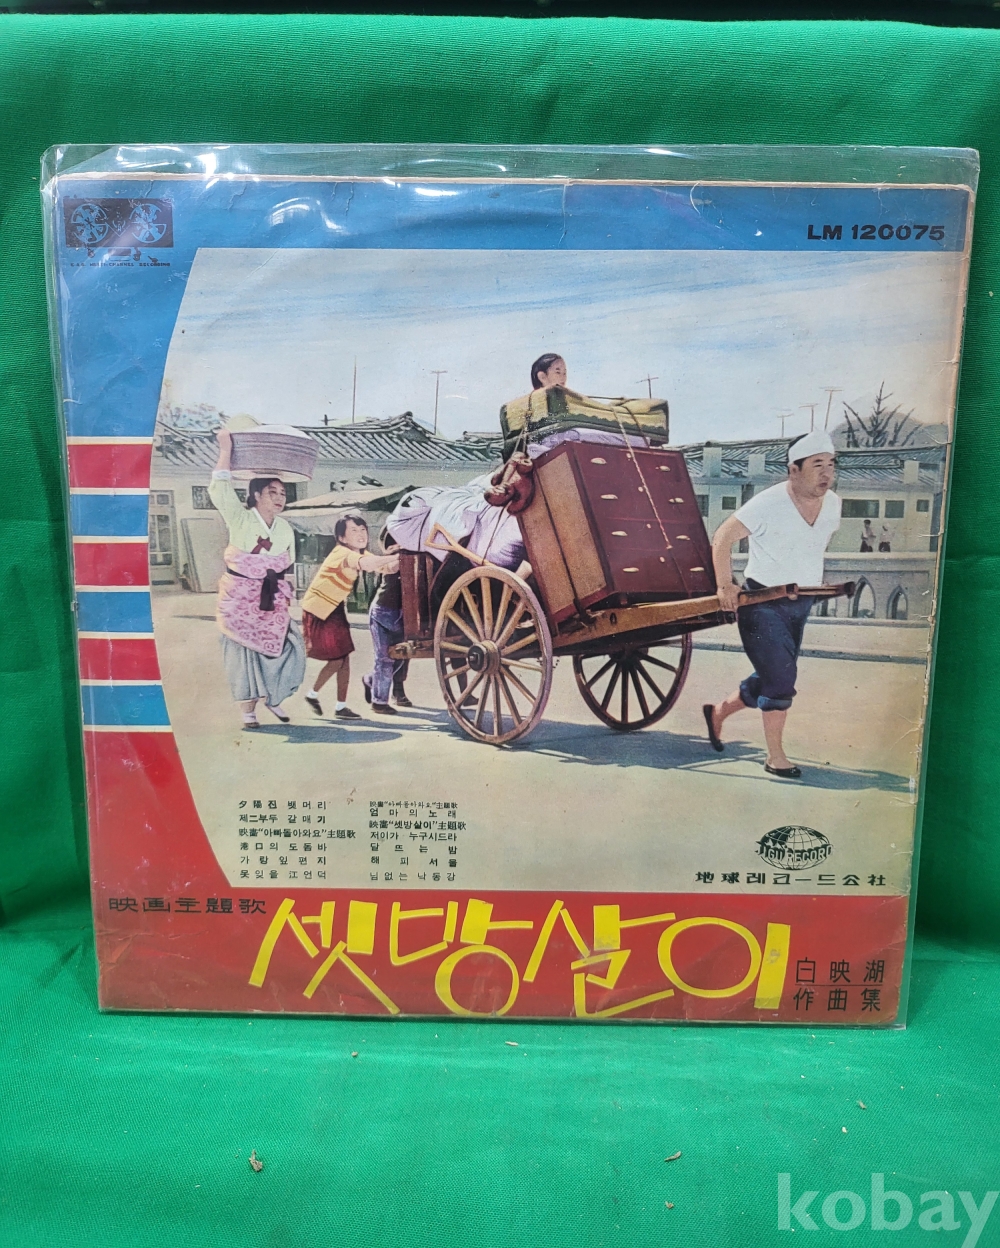 LM 120075
夕陽진 뱃머리
제二부두 갈매기
映畵"아빠돌아와요"主題歌
港口의 도돔바
가랑잎 편지
못잊을 江언덕
映畵"아빠돌아와요"主題歌
엄마의 노래
映畵"셋방살이"主題歌
저이가 누구시드라
달뜨는밤
해피서울
님없는 낙동강
JIGU RECORD
地球레코ー드公社
映画主題歌
셋방살이
白映湖
作曲集
kobay